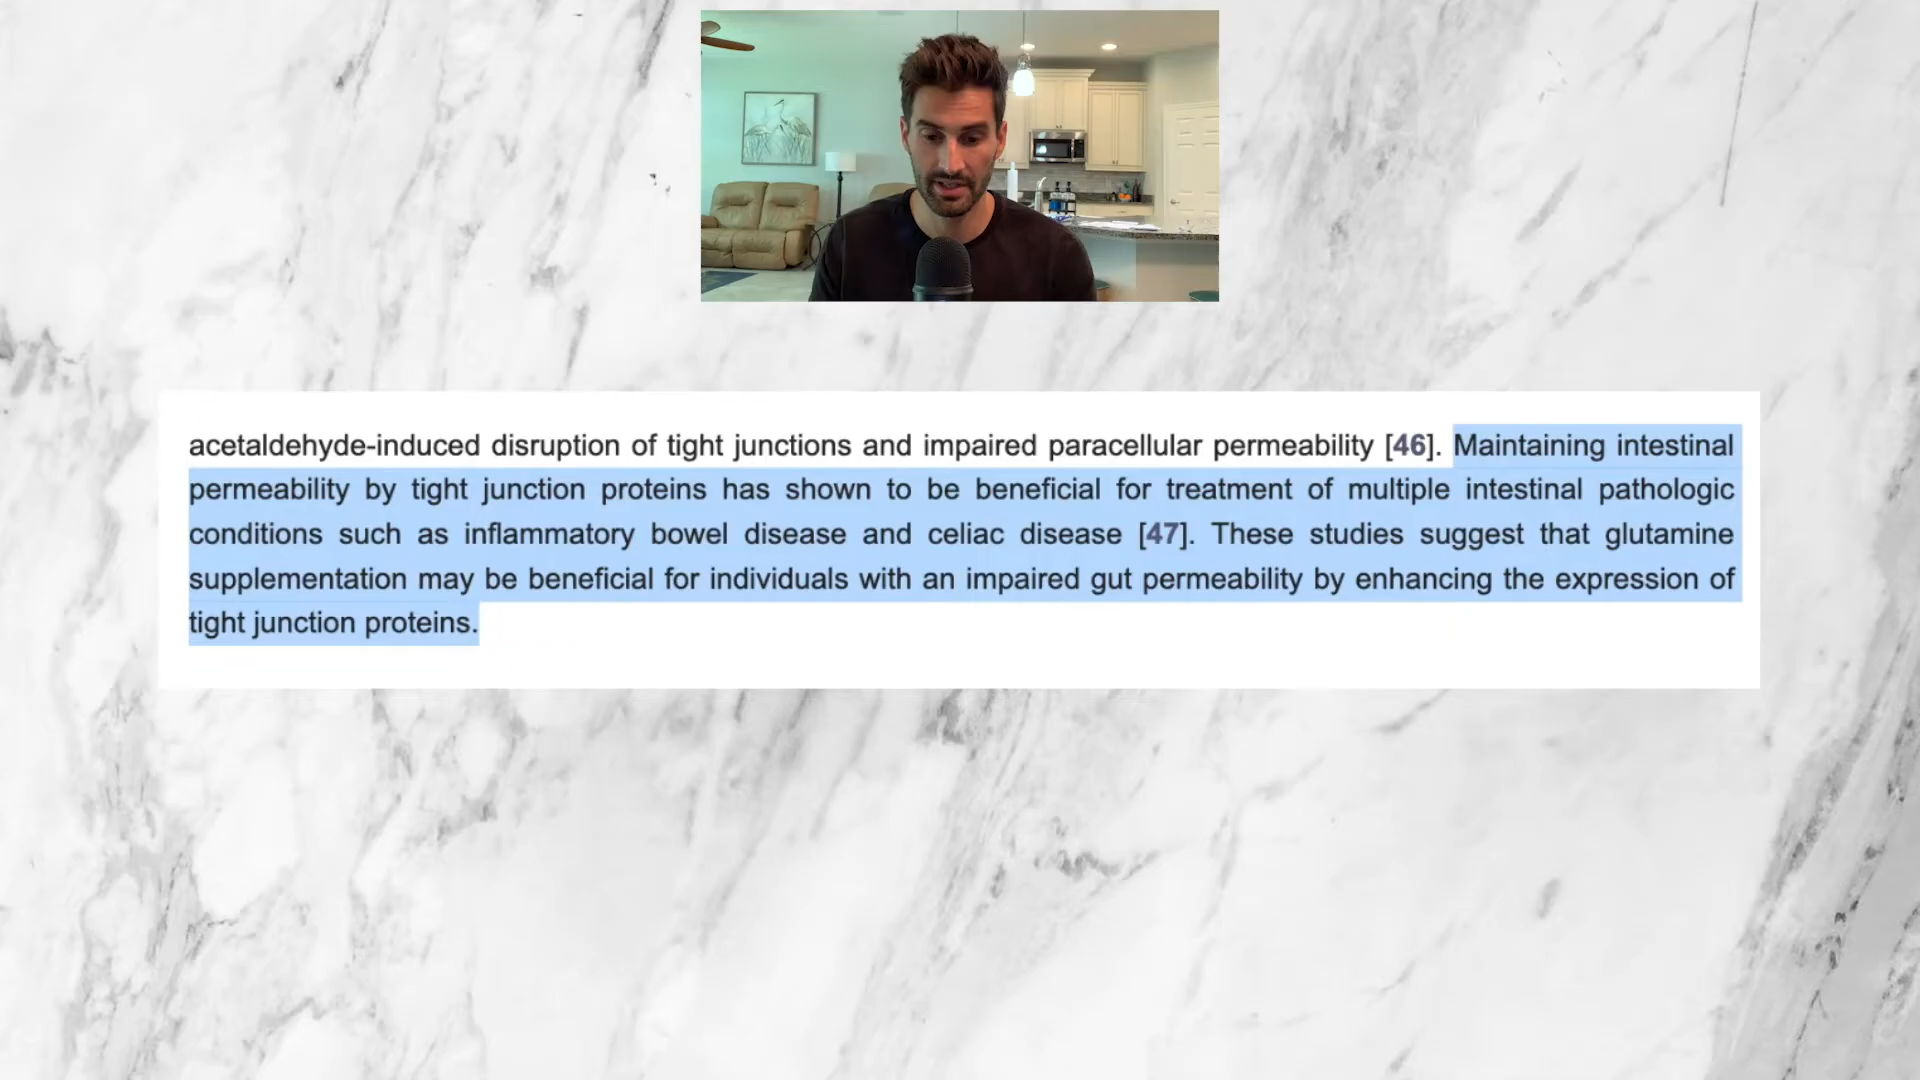 acetaldehyde-induced disruption of tight junctions and impaired paracellular permeability [46]. Maintaining intestinal
permeability by tight junction proteins has shown to be beneficial for treatment of multiple intestinal pathologic
conditions such as inflammatory bowel disease and celiac disease [47]. These studies suggest that glutamine
supplementation may be beneficial for individuals with an impaired gut permeability by enhancing the expression of
tight junction proteins.